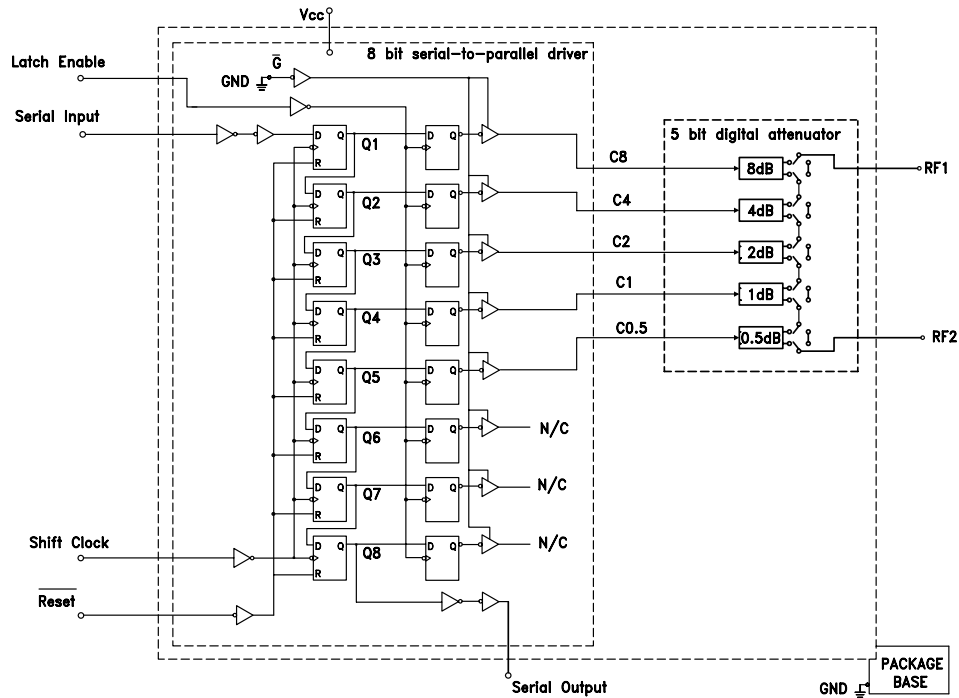 Vcc
8 bit serial-to-parallel driver
Latch Enable
G
GND
Serial Input
D Q
R
Q1
D Q
5 bit digital attenuator
C8
8dB
RF1
D Q
R
Q2
D Q
C4
4dB
D Q
R
Q3
D Q
C2
2dB
D Q
R
Q4
D Q
C1
1dB
D Q
R
Q5
D Q
C0.5
0.5dB
RF2
D Q
R
Q6
D Q
N/C
D Q
R
Q7
D Q
N/C
Shift Clock
D Q
R
Q8
D Q
N/C
Reset
Serial Output
GND
PACKAGE
BASE